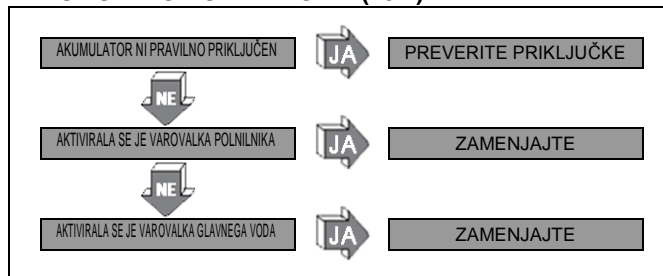 AKUMULATOR NI PRAVILNO PRIKLJUČEN JA PREVERITE PRIKLJUČKE
NE
AKTIVIRALA SE JE VAROVALKA POLNILNIKA JA ZAMENJAJTE
NE
AKTIVIRALA SE JE VAROVALKA GLAVNEGA VODA JA ZAMENJAJTE